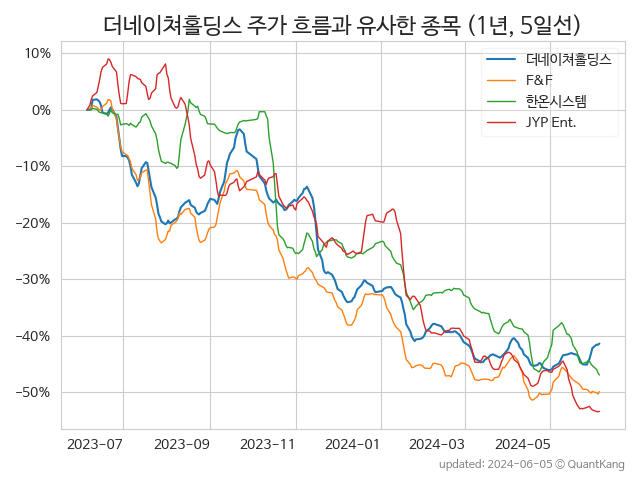 더네이쳐홀딩스 주가 흐름과 유사한 종목 (1년, 5일선)
더네이쳐홀딩스
F&F
한온시스템
JYP Ent.
10%
0%
−10%
−20%
−30%
−40%
−50%
2023-07
2023-09
2023-11
2024-01
2024-03
2024-05
updated: 2024-06-05 © QuantKang